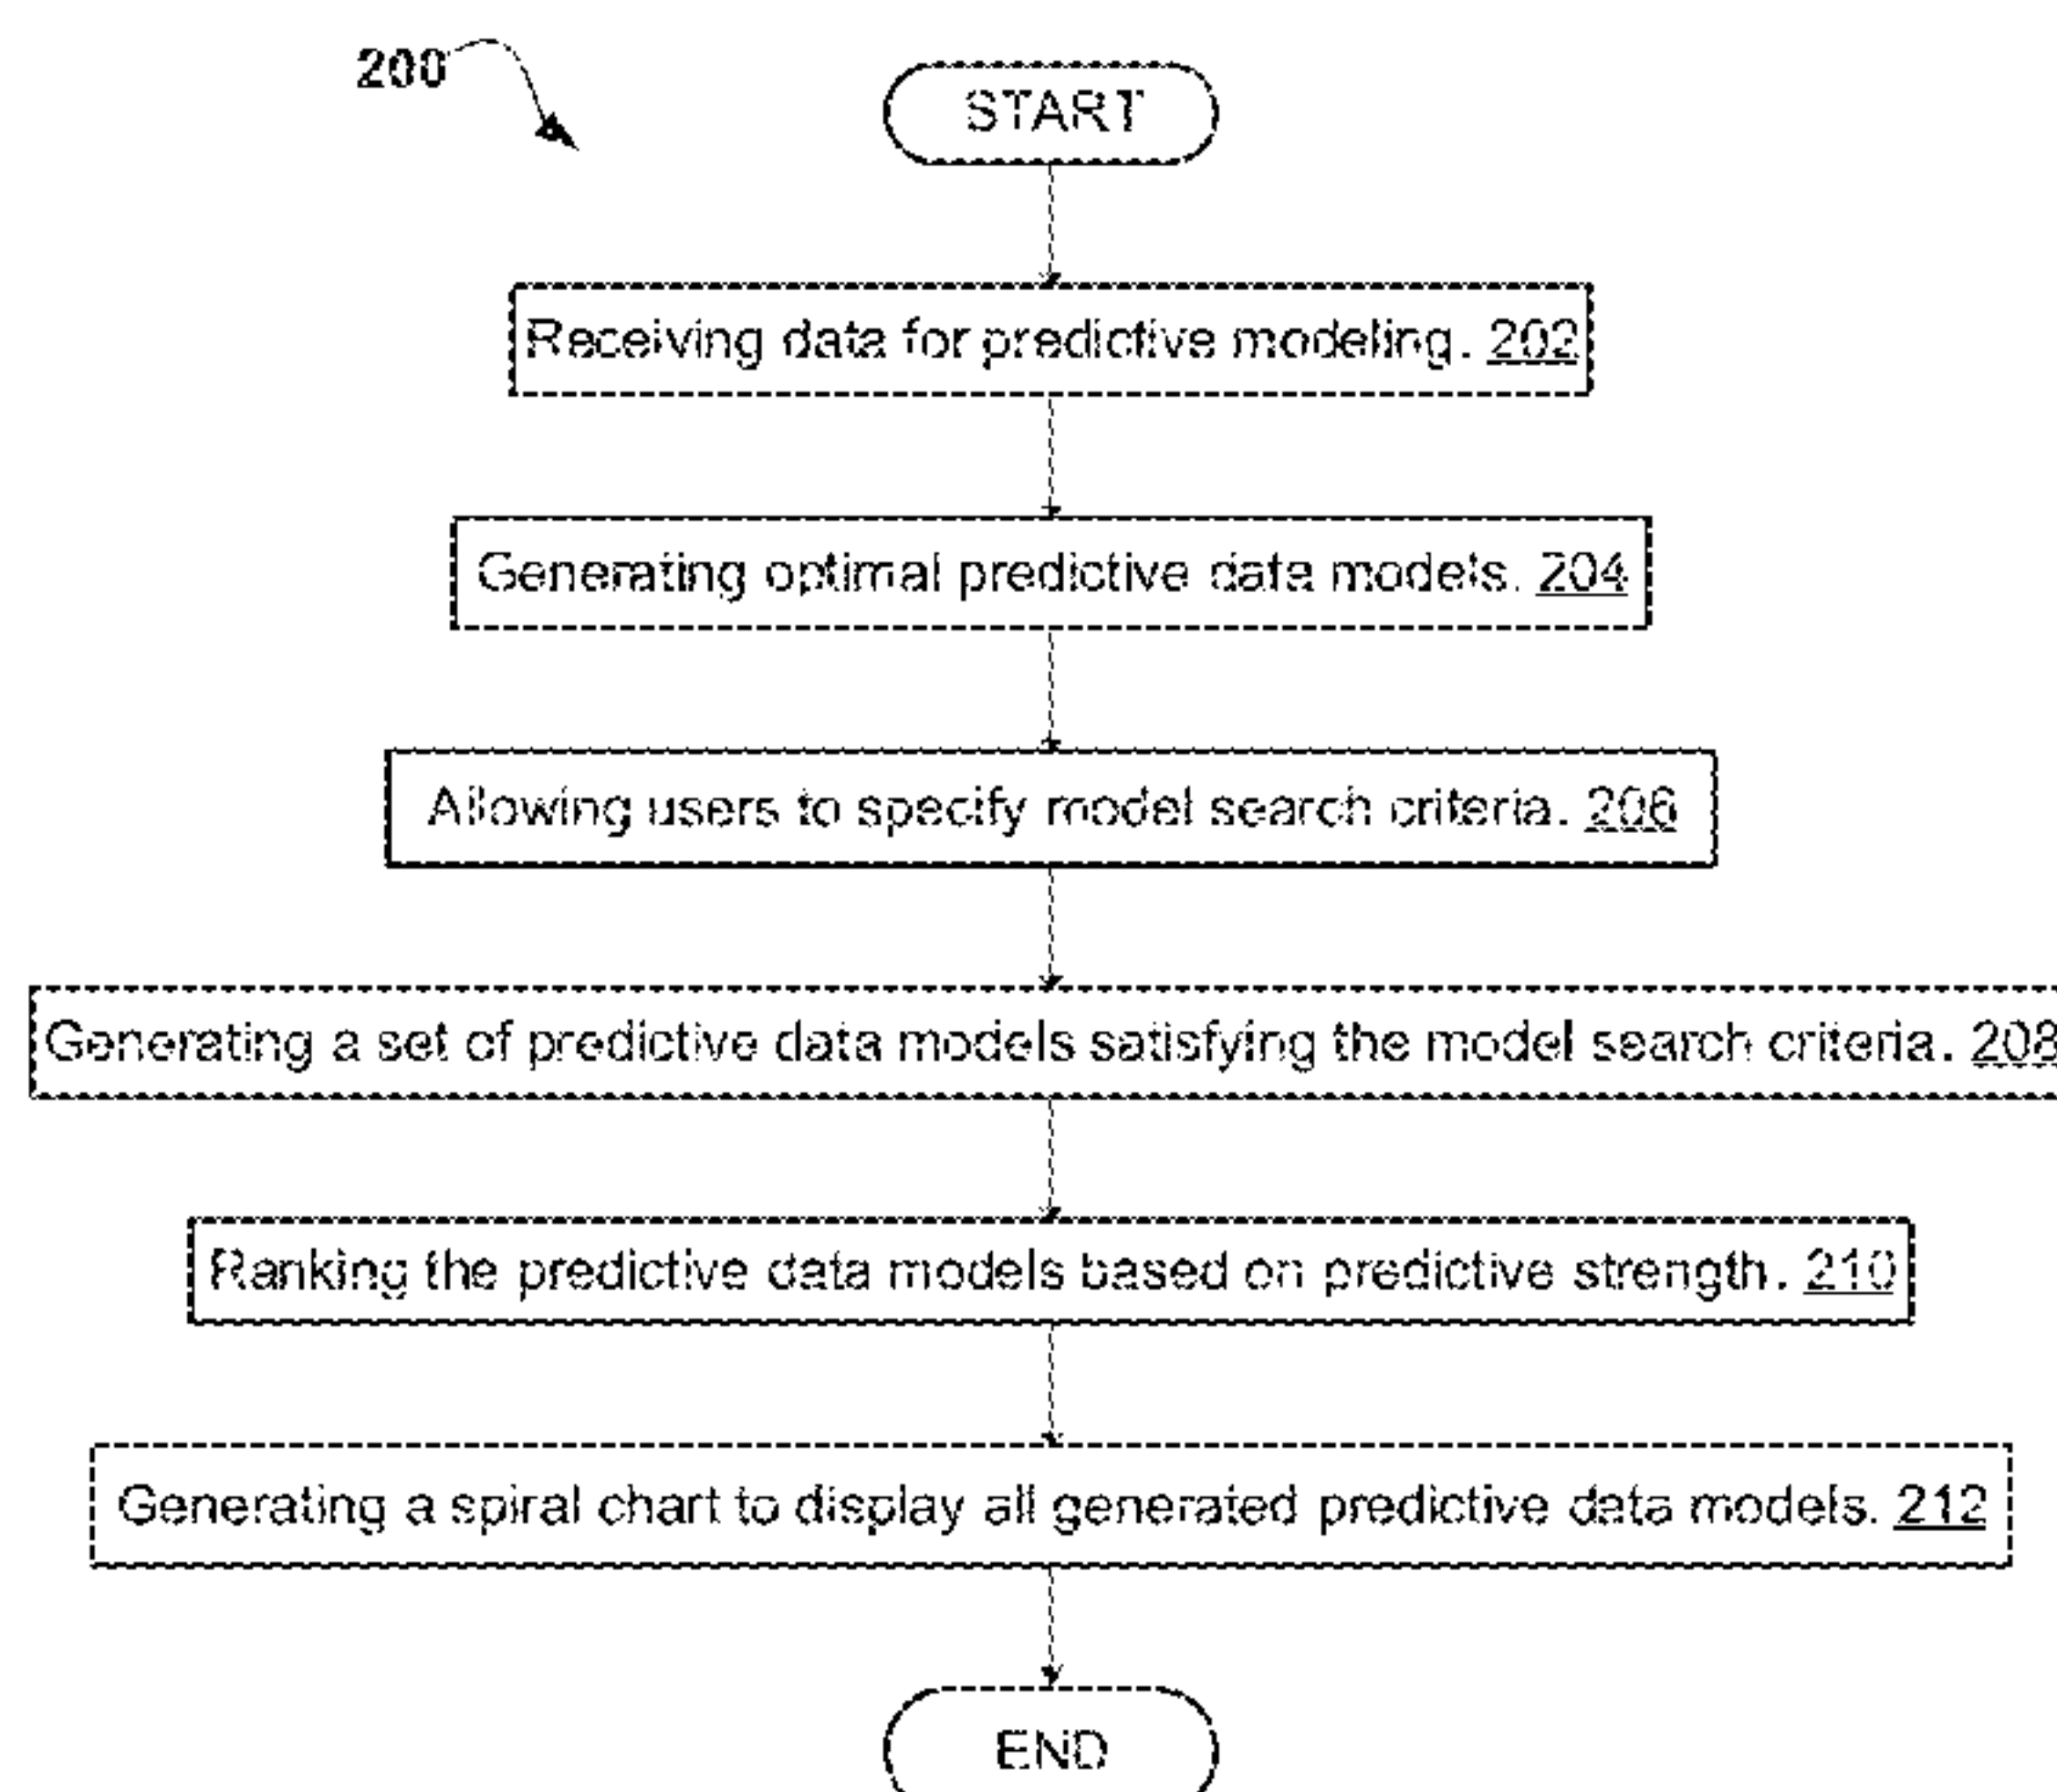 200
START
Receiving data for predictive modeling. 202
Generating optimal predictive data models. 204
Allowing users to specify model search criteria. 206
Generating a set of predictive data models satisfying the model search criteria. 208
Ranking the predictive data models based on predictive strength. 210
Generating a spiral chart to display all generated predictive data models. 212
END